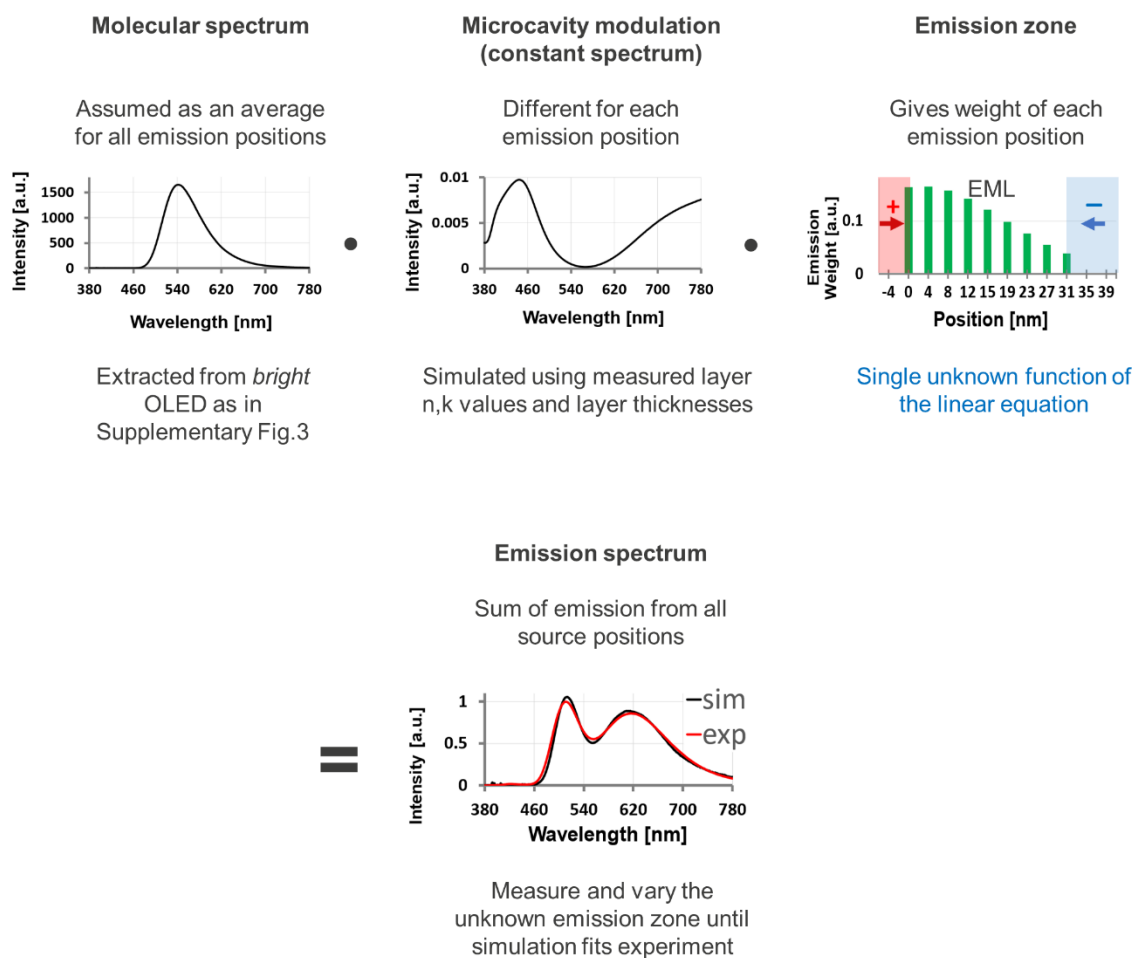 Molecular spectrum
Assumed as an average
for all emission positions
Intensity [a.u.]
1500
1000
500
0
380 460 540 620 700 780
Wavelength [nm]
Extracted from bright
OLED as in
Supplementary Fig.3
•
Microcavity modulation
(constant spectrum)
Different for each
emission position
Intensity [a.u.]
0.01
0.005
0
380 460 540 620 700 780
Wavelength [nm]
Simulated using measured layer
n,k values and layer thicknesses
•
Emission zone
Gives weight of each
emission position
Emission
Weight [a.u.]
0.1
0
+
EML
−
-4 0 4 8 12 15 19 23 27 31 35 39
Position [nm]
Single unknown function of
the linear equation
=
Emission spectrum
Sum of emission from all
source positions
Intensity [a.u.]
1
0.5
0
sim
exp
380 460 540 620 700 780
Wavelength [nm]
Measure and vary the
unknown emission zone until
simulation fits experiment